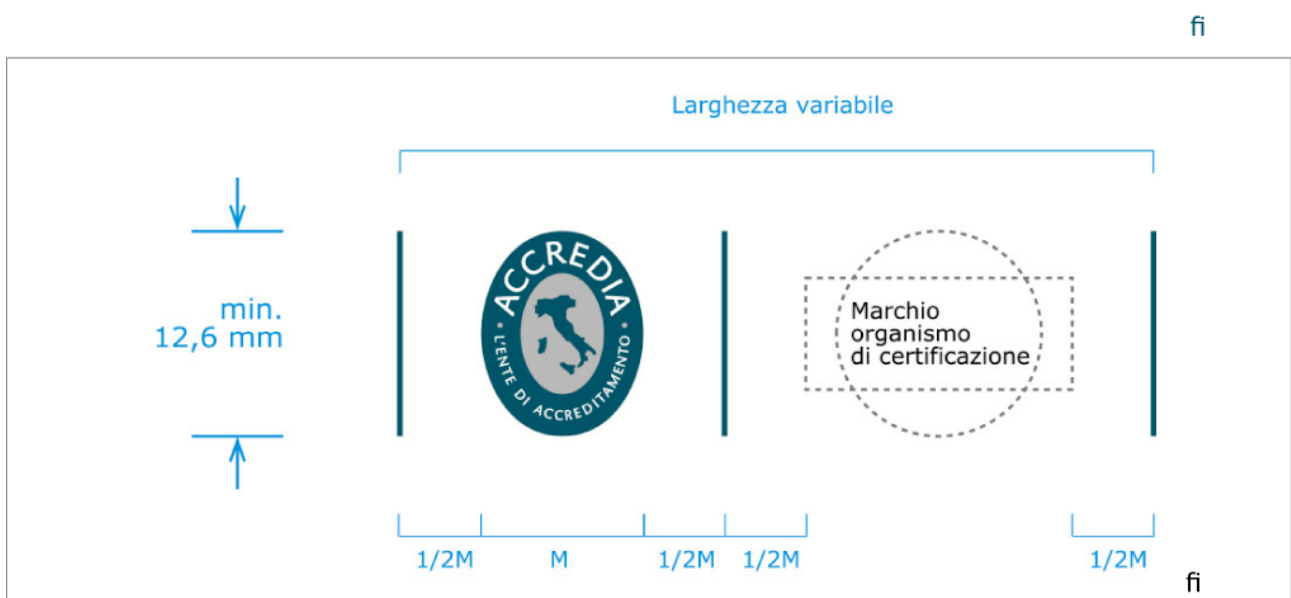 fi
Larghezza variabile
min.
12,6 mm
ACCREDIA
• L'ENTE DI ACCREDITAMENTO •
Marchio
organismo
di certificazione
1/2M
M
1/2M
1/2M
1/2M
fi